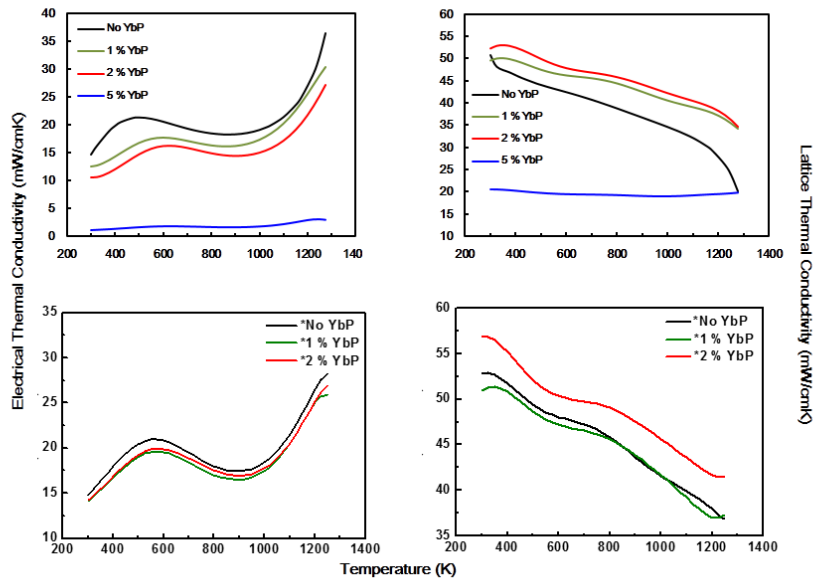 Electrical Thermal Conductivity (mW/cmK)
40
35
30
25
20
15
10
5
0
200 400 600 800 1000 1200 140
No YbP
1 % YbP
2 % YbP
5 % YbP
60
55
50
45
40
35
30
25
20
15
10
200 400 600 800 1000 1200 1400
No YbP
1 % YbP
2 % YbP
5 % YbP
Lattice Thermal Conductivity (mW/cmK)
35
30
25
20
15
10
200 400 600 800 1000 1200 1400
*No YbP
*1 % YbP
*2 % YbP
60
55
50
45
40
35
200 400 600 800 1000 1200 1400
*No YbP
*1 % YbP
*2 % YbP
Temperature (K)